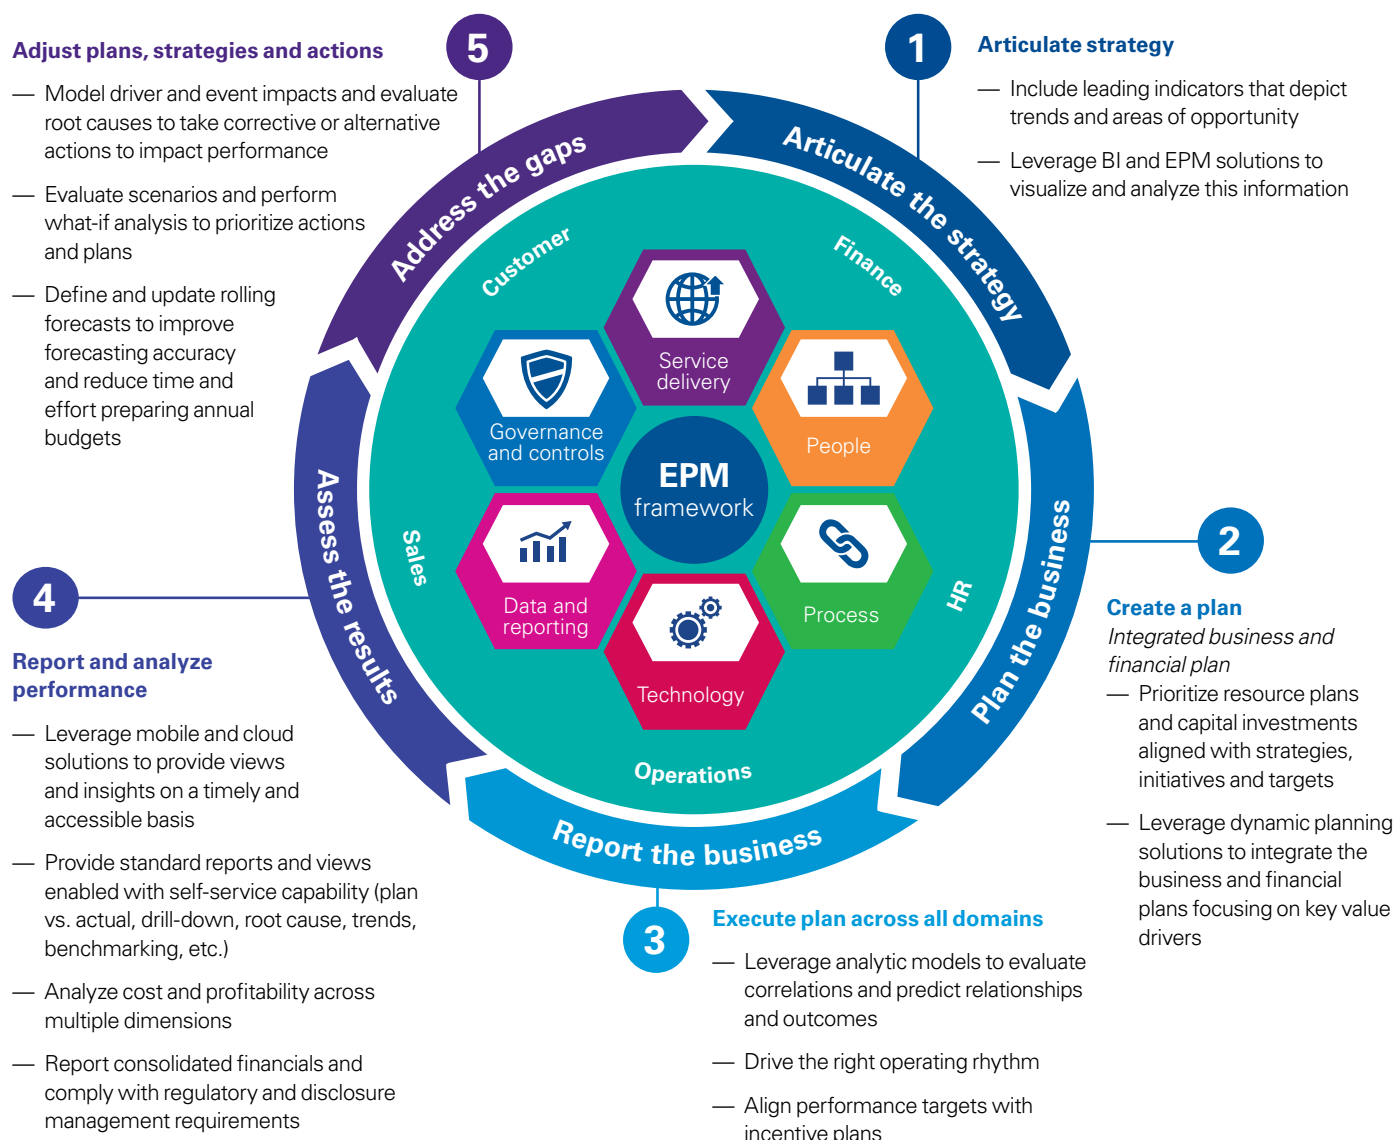 5
Adjust plans, strategies and actions
— Model driver and event impacts and evaluate
root causes to take corrective or alternative
actions to impact performance
— Evaluate scenarios and perform
what-if analysis to prioritize actions
and plans
— Define and update rolling
forecasts to improve
forecasting accuracy
and reduce time and
effort preparing annual
budgets
1
Articulate strategy
— Include leading indicators that depict
trends and areas of opportunity
— Leverage BI and EPM solutions to
visualize and analyze this information
Address the gaps
Articulate the strategy
Plan the business
Report the business
Assess the results
Customer
Finance
HR
Operations
Sales
Service
delivery
People
Process
Technology
Data and
reporting
Governance
and controls
EPM
framework
2
Create a plan
Integrated business and
financial plan
— Prioritize resource plans
and capital investments
aligned with strategies,
initiatives and targets
— Leverage dynamic planning
solutions to integrate the
business and financial
plans focusing on key value
drivers
4
Report and analyze
performance
— Leverage mobile and cloud
solutions to provide views
and insights on a timely and
accessible basis
— Provide standard reports and views
enabled with self-service capability (plan
vs. actual, drill-down, root cause, trends,
benchmarking, etc.)
— Analyze cost and profitability across
multiple dimensions
— Report consolidated financials and
comply with regulatory and disclosure
management requirements
3
Execute plan across all domains
— Leverage analytic models to evaluate
correlations and predict relationships
and outcomes
— Drive the right operating rhythm
— Align performance targets with
incentive plans